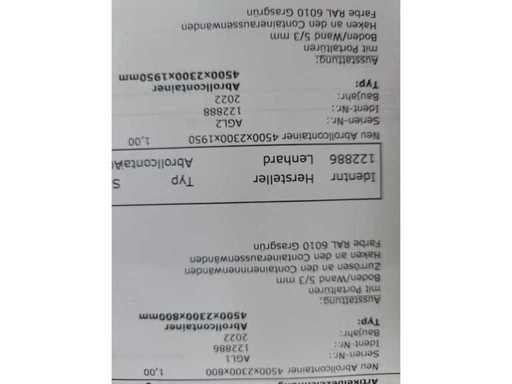 Artikelbezeichnung
Neu Abrollcontainer 4500x2300x800 1,00
Serien-Nr.: AGL1
Ident-Nr.: 122886
Baujahr: 2022
Typ: Abrollcontainer
4500x2300x800mm
Ausstattung:
mit Portaltüren
Boden/Wand 5/3 mm
Zurrösen an den Containerinnenwänden
Haken an den Containeraussenwänden
Farbe RAL 6010 Grasgrün
Identnr Hersteller Typ S
122886 Lenhard Abrollcontai
Neu Abrollcontainer 4500x2300x1950 1,00
Serien-Nr.: AGL2
Ident-Nr.: 122888
Baujahr: 2022
Typ: Abrollcontainer
4500x2300x1950mm
Ausstattung:
mit Portaltüren
Boden/Wand 5/3 mm
Haken an den Containeraussenwänden
Farbe RAL 6010 Grasgrün